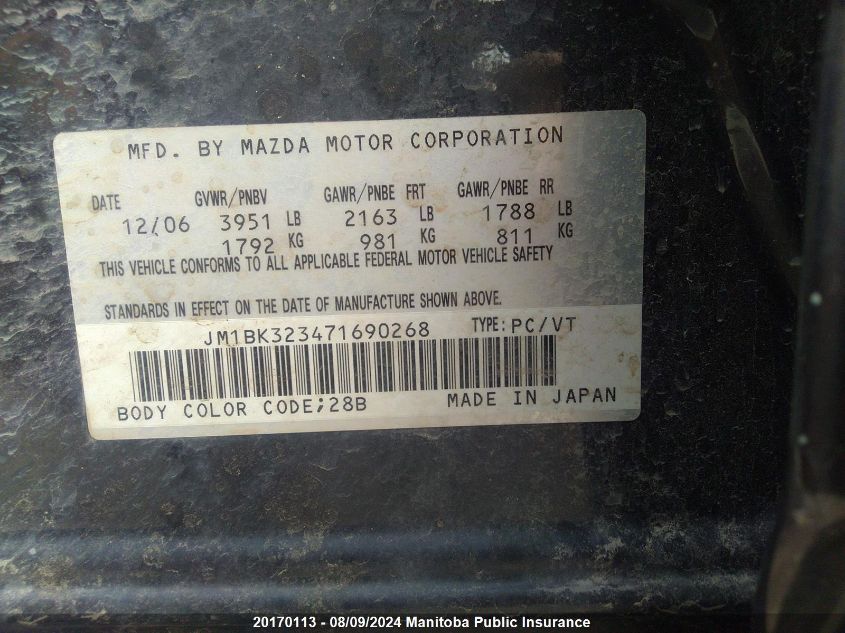 MFD. BY MAZDA MOTOR CORPORATION
DATE GVWR/PNBV GAWR/PNBE FRT GAWR/PNBE RR
12/06 3951 LB 2163 LB 1788 LB
1792 KG 981 KG 811 KG
THIS VEHICLE CONFORMS TO ALL APPLICABLE FEDERAL MOTOR VEHICLE SAFETY
STANDARDS IN EFFECT ON THE DATE OF MANUFACTURE SHOWN ABOVE.
JM1BK323471690268 TYPE: PC/VT
BODY COLOR CODE;28B MADE IN JAPAN
20170113 - 08/09/2024 Manitoba Public Insurance